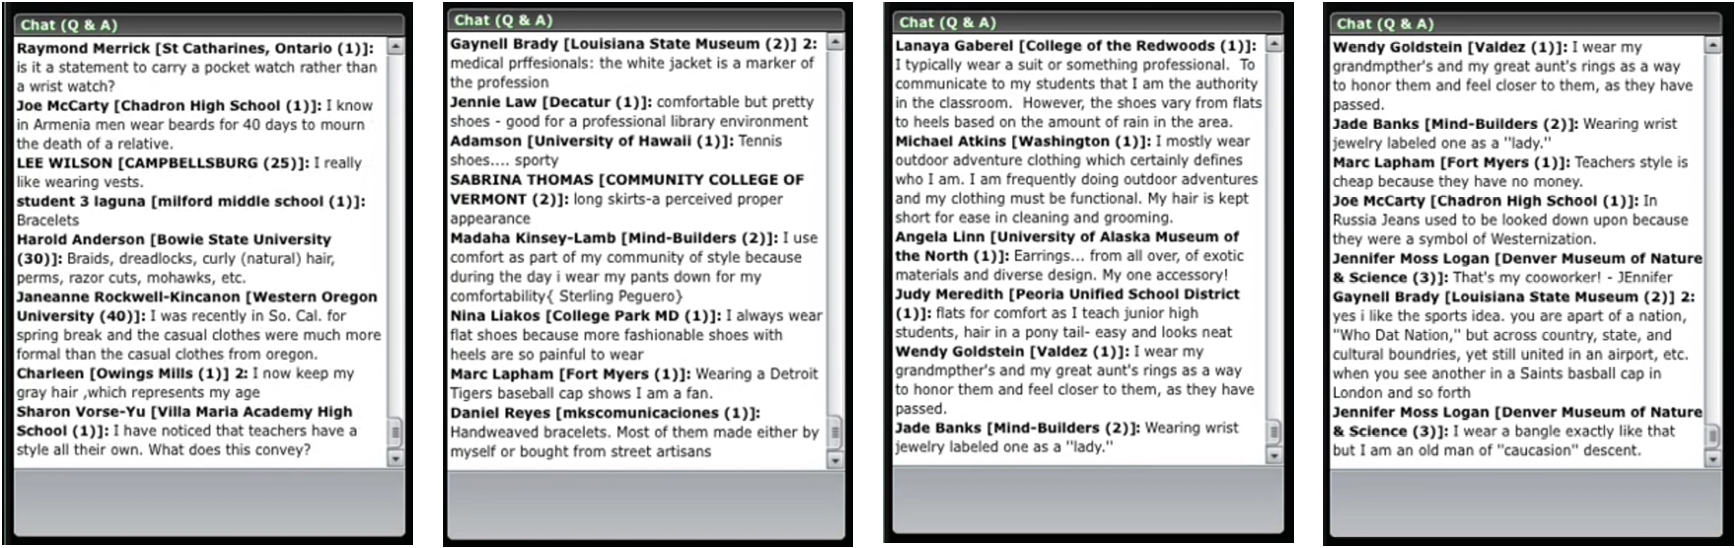 Chat (Q & A)
Raymond Merrick [St Catharines, Ontario (1)]:
is it a statement to carry a pocket watch rather than
a wrist watch?
Joe McCarty [Chadron High School (1)]: I know
in Armenia men wear beards for 40 days to mourn
the death of a relative.
LEE WILSON [CAMPBELLSBURG (25)]: I really
like wearing vests.
student 3 laguna [milford middle school (1)]:
Bracelets
Harold Anderson [Bowie State University
(30)]: Braids, dreadlocks, curly (natural) hair,
perms, razor cuts, mohawks, etc.
Janeanne Rockwell-Kincanon [Western Oregon
University (40)]: I was recently in So. Cal. for
spring break and the casual clothes were much more
formal than the casual clothes from oregon.
Charleen [Owings Mills (1)] 2: I now keep my
gray hair ,which represents my age
Sharon Vorse-Yu [Villa Maria Academy High
School (1)]: I have noticed that teachers have a
style all their own. What does this convey?
Chat (Q & A)
Gaynell Brady [Louisiana State Museum (2)] 2:
medical prffesionals: the white jacket is a marker of
the profession
Jennie Law [Decatur (1)]: comfortable but pretty
shoes - good for a professional library environment
Adamson [University of Hawaii (1)]: Tennis
shoes.... sporty
SABRINA THOMAS [COMMUNITY COLLEGE OF
VERMONT (2)]: long skirts-a perceived proper
appearance
Madaha Kinsey-Lamb [Mind-Builders (2)]: I use
comfort as part of my community of style because
during the day i wear my pants down for my
comfortability{ Sterling Peguero}
Nina Liakos [College Park MD (1)]: I always wear
flat shoes because more fashionable shoes with
heels are so painful to wear
Marc Lapham [Fort Myers (1)]: Wearing a Detroit
Tigers baseball cap shows I am a fan.
Daniel Reyes [mkscomunicaciones (1)]:
Handweaved bracelets. Most of them made either by
myself or bought from street artisans
Chat (Q & A)
Lanaya Gaberel [College of the Redwoods (1)]:
I typically wear a suit or something professional.  To
communicate to my students that I am the authority
in the classroom.  However, the shoes vary from flats
to heels based on the amount of rain in the area.
Michael Atkins [Washington (1)]: I mostly wear
outdoor adventure clothing which certainly defines
who I am. I am frequently doing outdoor adventures
and my clothing must be functional. My hair is kept
short for ease in cleaning and grooming.
Angela Linn [University of Alaska Museum of
the North (1)]: Earrings... from all over, of exotic
materials and diverse design. My one accessory!
Judy Meredith [Peoria Unified School District
(1)]: flats for comfort as I teach junior high
students, hair in a pony tail- easy and looks neat
Wendy Goldstein [Valdez (1)]: I wear my
grandmpther's and my great aunt's rings as a way
to honor them and feel closer to them, as they have
passed.
Jade Banks [Mind-Builders (2)]: Wearing wrist
jewelry labeled one as a "lady."
Chat (Q & A)
Wendy Goldstein [Valdez (1)]: I wear my
grandmpther's and my great aunt's rings as a way
to honor them and feel closer to them, as they have
passed.
Jade Banks [Mind-Builders (2)]: Wearing wrist
jewelry labeled one as a "lady."
Marc Lapham [Fort Myers (1)]: Teachers style is
cheap because they have no money.
Joe McCarty [Chadron High School (1)]: In
Russia Jeans used to be looked down upon because
they were a symbol of Westernization.
Jennifer Moss Logan [Denver Museum of Nature
& Science (3)]: That's my cooworker! - JEnnifer
Gaynell Brady [Louisiana State Museum (2)] 2:
yes i like the sports idea. you are apart of a nation,
"Who Dat Nation," but across country, state, and
cultural boundries, yet still united in an airport, etc.
when you see another in a Saints basball cap in
London and so forth
Jennifer Moss Logan [Denver Museum of Nature
& Science (3)]: I wear a bangle exactly like that
but I am an old man of "caucasion" descent.